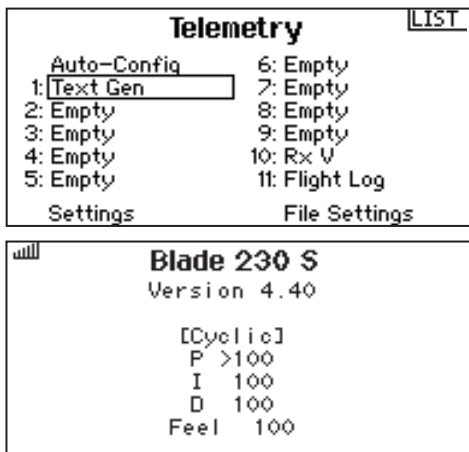 Telemetry
LIST
Auto-Config 6: Empty
1: Text Gen 7: Empty
2: Empty 8: Empty
3: Empty 9: Empty
4: Empty 10: Rx V
5: Empty 11: Flight Log
Settings File Settings
Blade 230 S
Version 4.40
[Cyclic]
P >100
I 100
D 100
Feel 100